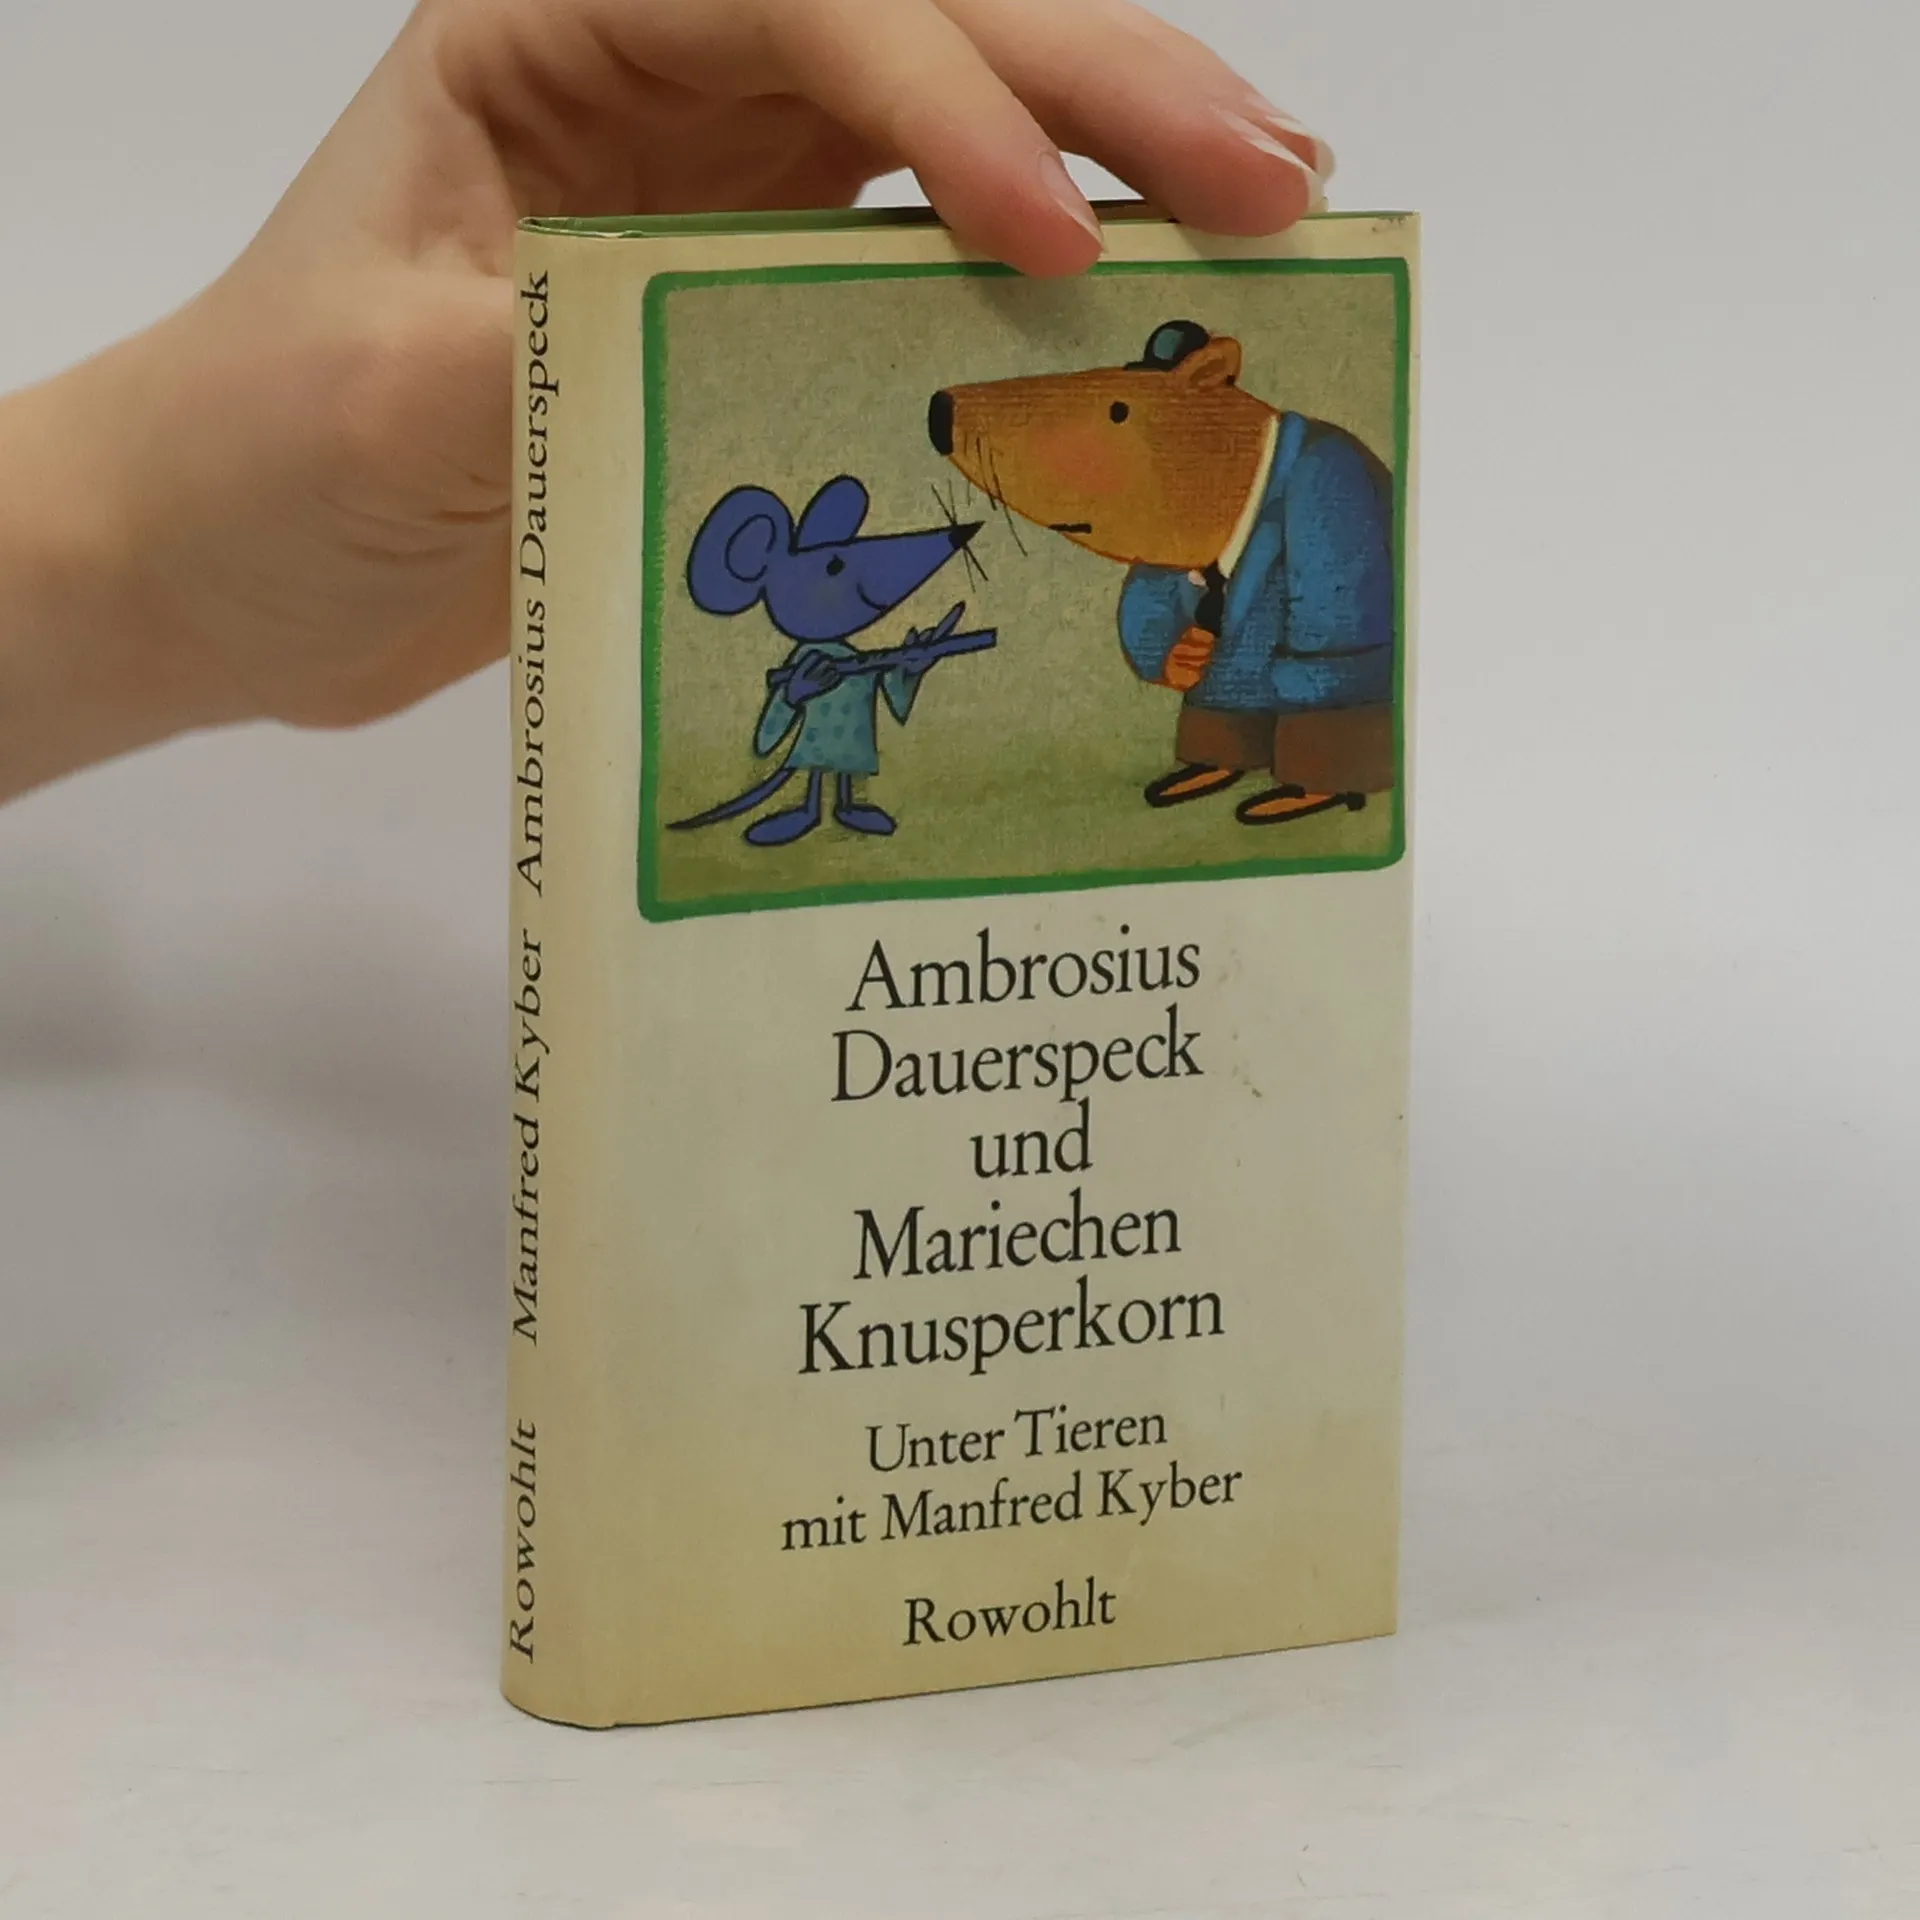 Ambrosius
Dauerspeck
und
Mariechen
Knusperkorn
Unter Tieren
mit Manfred Kyber
Rowohlt
Rowohlt Manfred Kyber Ambrosius Dauerspeck